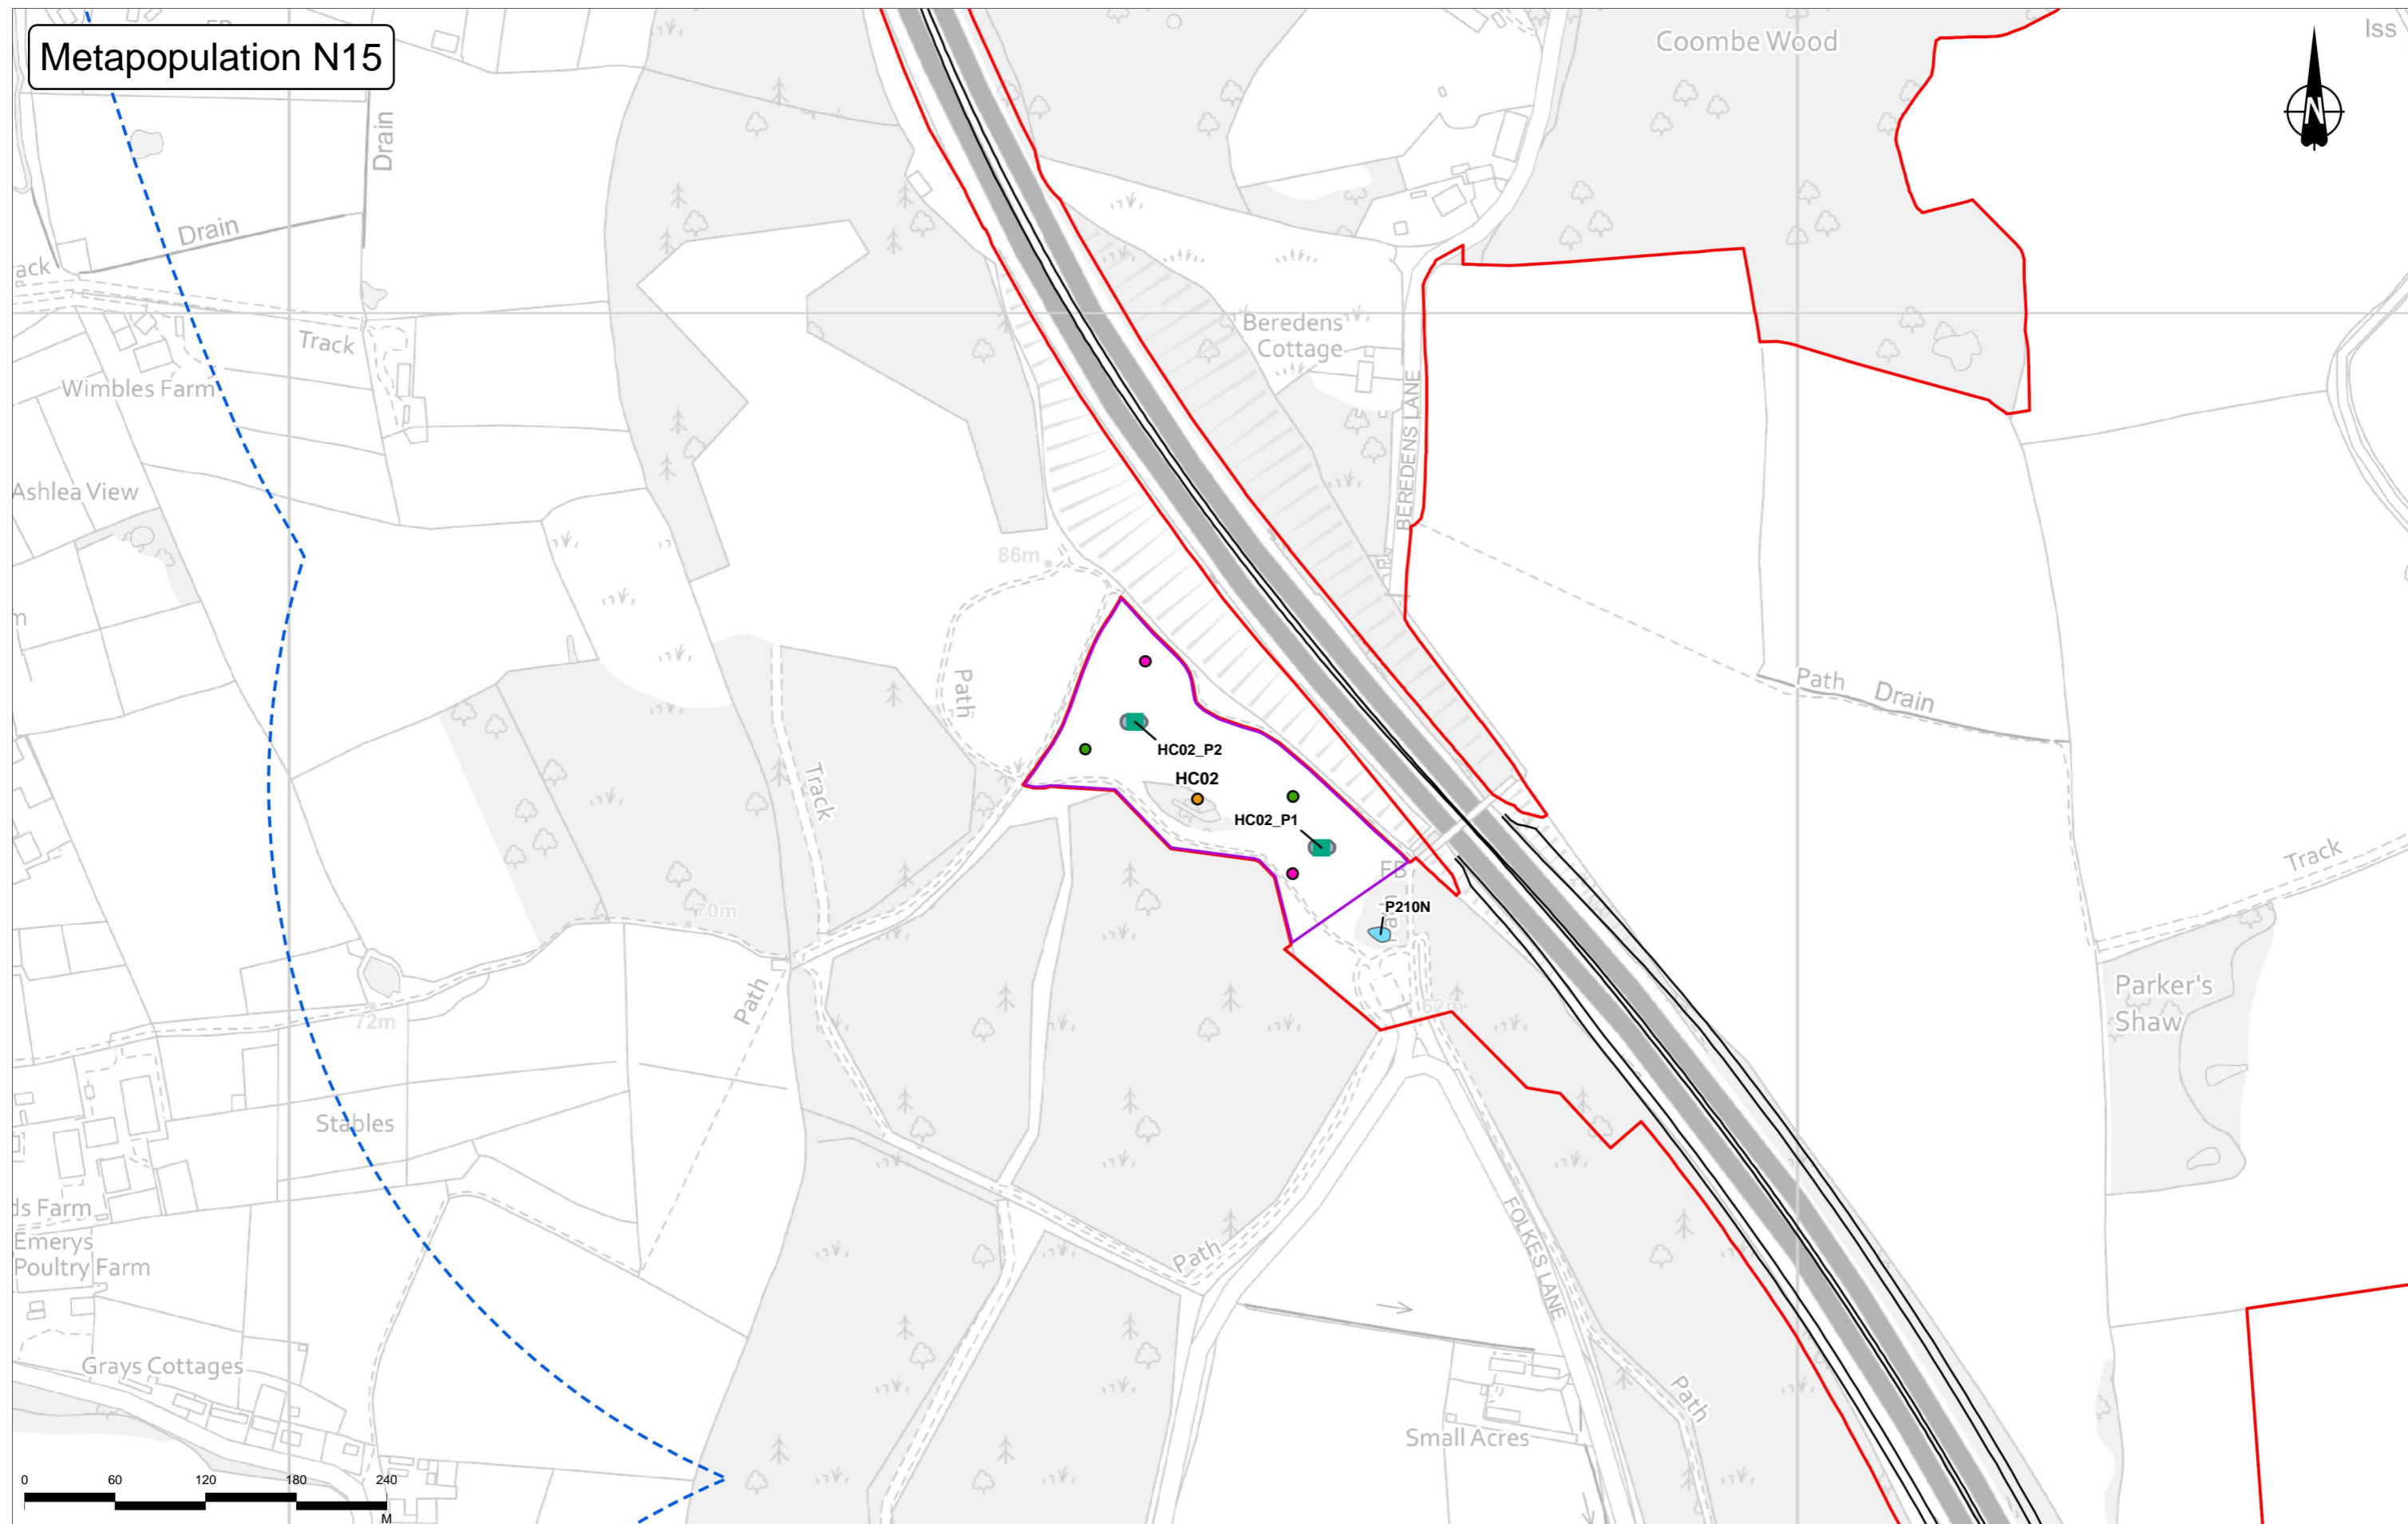 Metapopulation N15
Coombe Wood
Iss
N
Drain
Drain
ack
Track
Wimbles Farm
Beredens
Cottage
BEREDENS LANE
Ashlea View
86m
Path
Path
Drain
HC02_P2
HC02
HC02_P1
Track
FB
P210N
70m
Track
Parker's
Shaw
Path
62m
72m
Stables
ds Farm
Emerys
Poultry Farm
Path
FOLKES LANE
Grays Cottages
Path
Small Acres
0 60 120 180 240
M